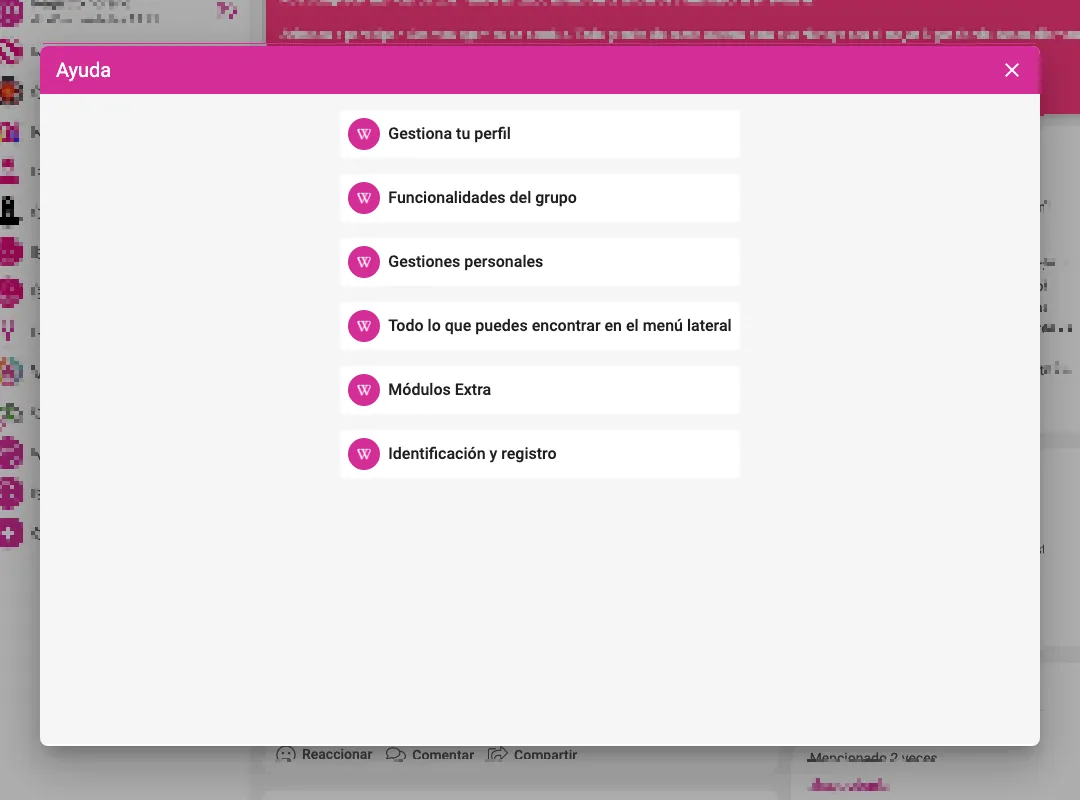 Ayuda
Gestiona tu perfil
Funcionalidades del grupo
Gestiones personales
Todo lo que puedes encontrar en el menú lateral
Módulos Extra
Identificación y registro
Reaccionar Comentar Compartir
Mencionado 2 veces